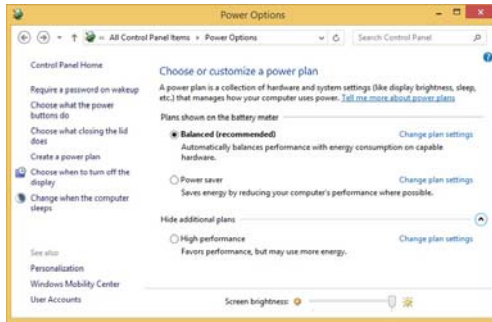 Power Options
« All Control Panel Items › Power Options
Search Control Panel
Control Panel Home
Require a password on wakeup
Choose what the power
buttons do
Choose what closing the lid
does
Create a power plan
Choose when to turn off the
display
Change when the computer
sleeps
See also
Personalization
Windows Mobility Center
User Accounts
Choose or customize a power plan
A power plan is a collection of hardware and system settings (like display brightness, sleep,
etc.) that manages how your computer uses power. Tell me more about power plans
Plans shown on the battery meter
Balanced (recommended) Change plan settings
Automatically balances performance with energy consumption on capable
hardware.
Power saver Change plan settings
Saves energy by reducing your computer's performance where possible.
Hide additional plans
High performance Change plan settings
Favors performance, but may use more energy.
Screen brightness: